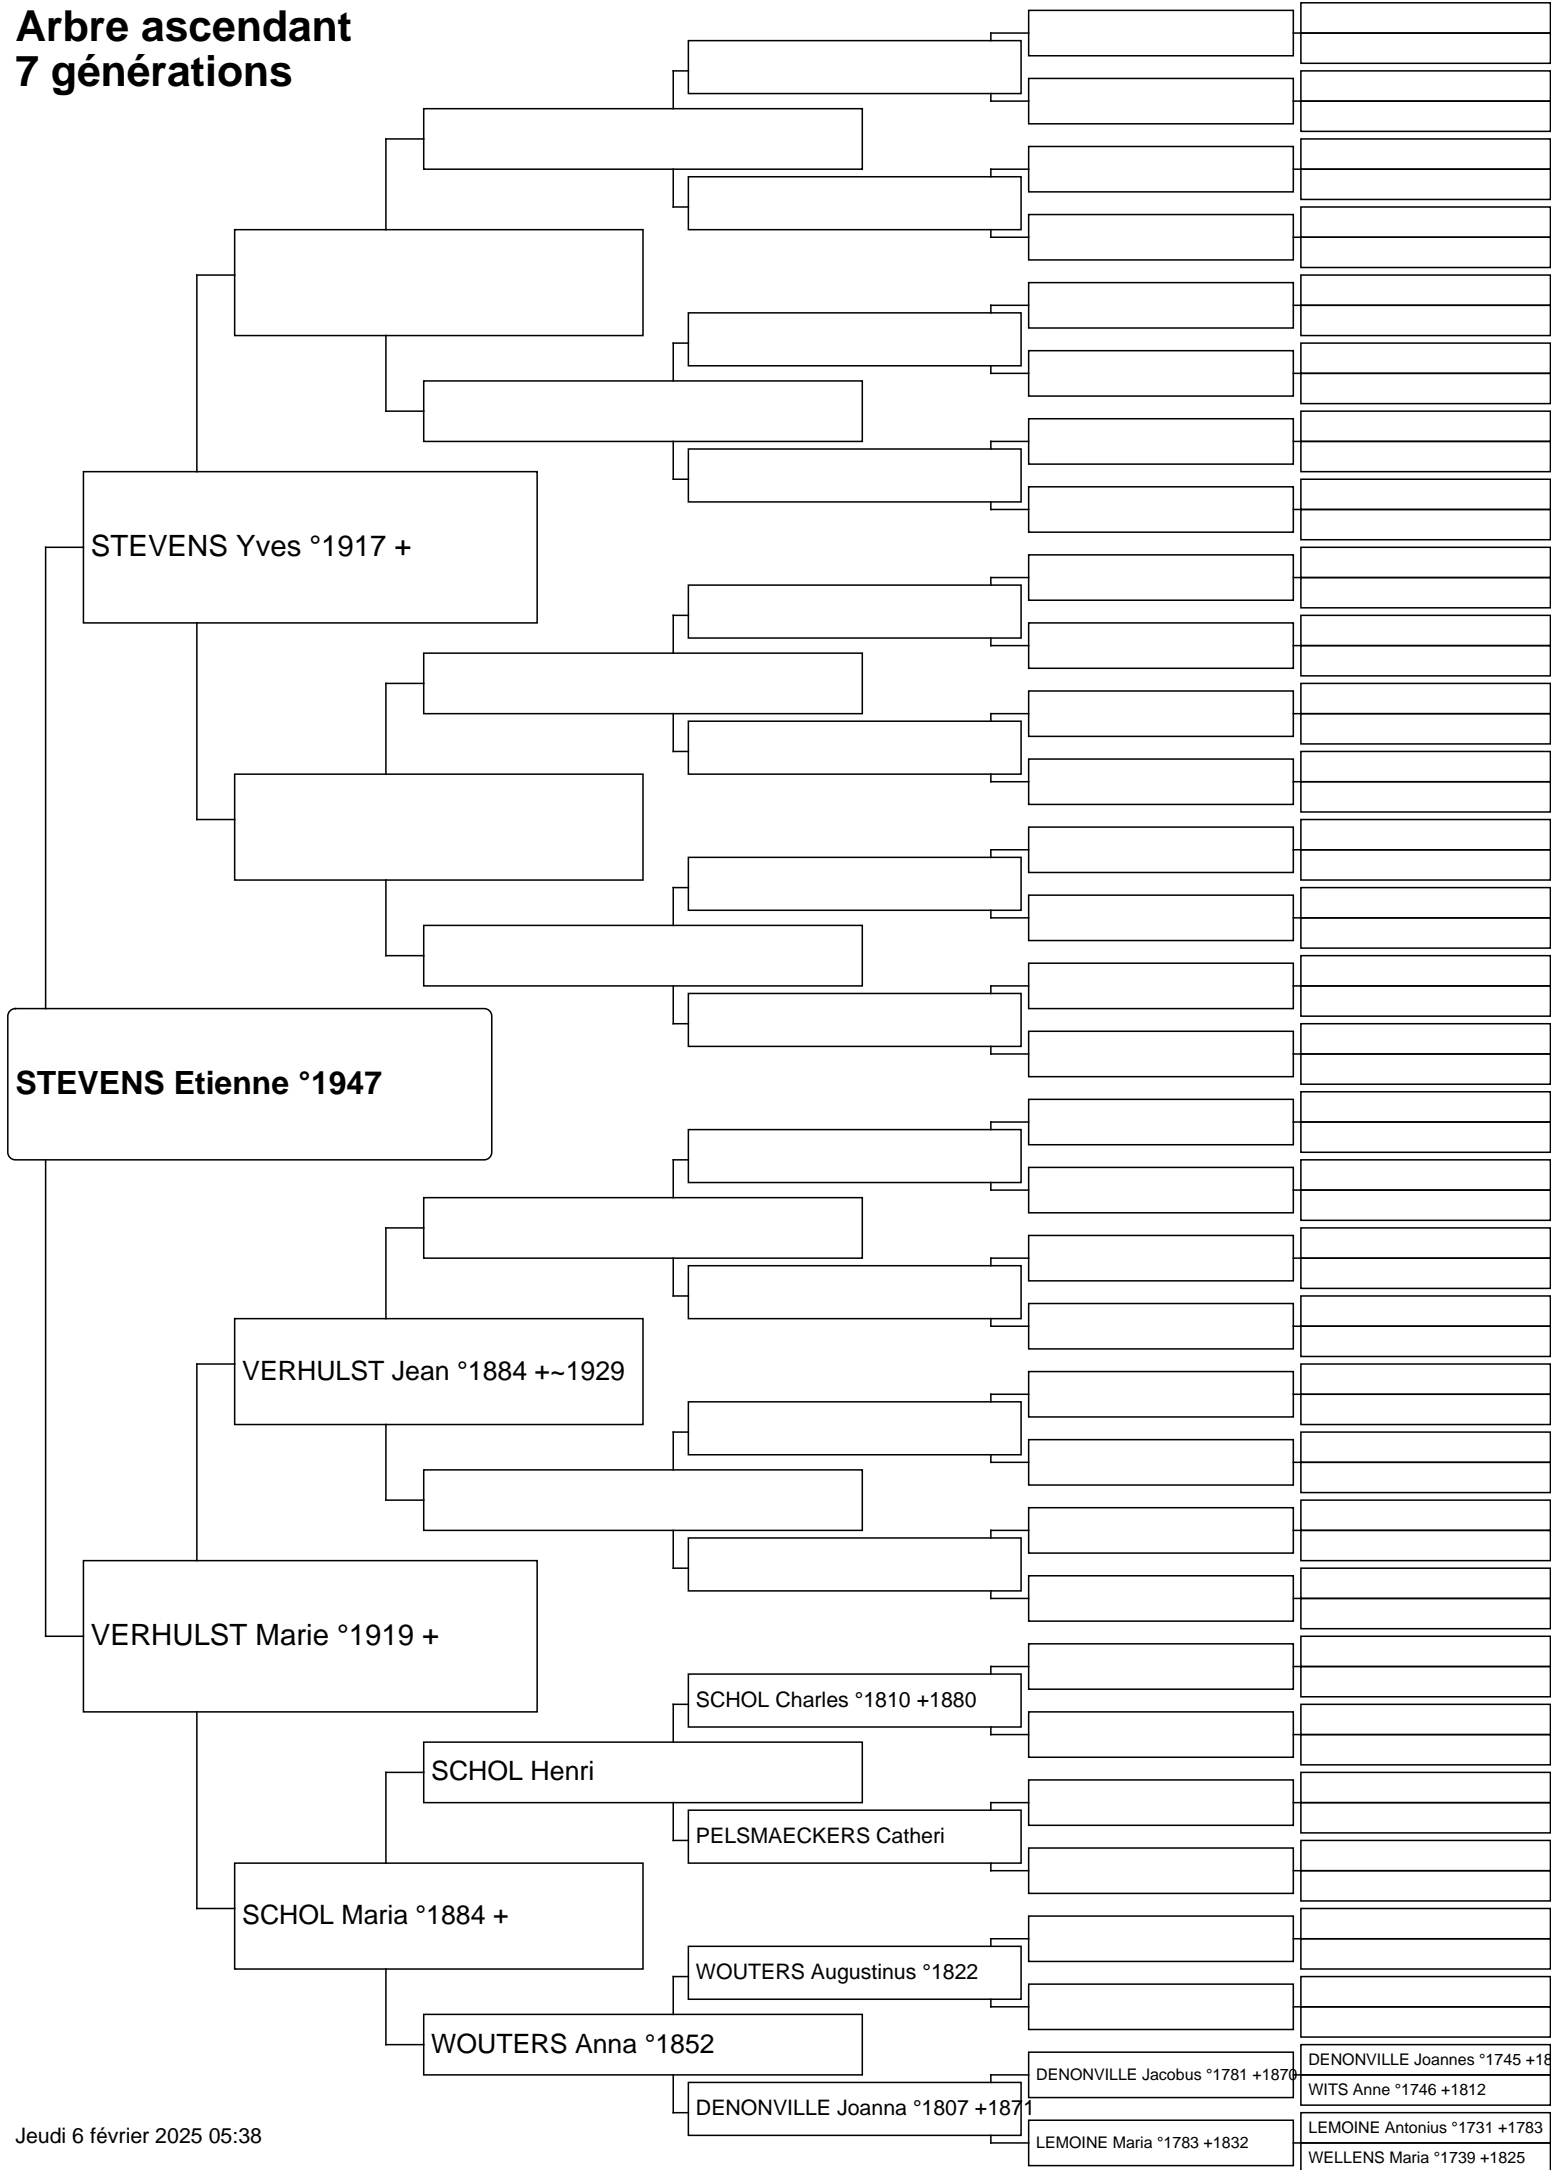 Arbre ascendant
7 générations
STEVENS Yves °1917 +
STEVENS Etienne °1947
VERHULST Jean °1884 +~1929
VERHULST Marie °1919 +
SCHOL Charles °1810 +1880
SCHOL Henri
PELSMAECKERS Catheri
SCHOL Maria °1884 +
WOUTERS Augustinus °1822
WOUTERS Anna °1852
DENONVILLE Joannes °1745 +18
DENONVILLE Jacobus °1781 +1870
WITS Anne °1746 +1812
DENONVILLE Joanna °1807 +1871
LEMOINE Antonius °1731 +1783
LEMOINE Maria °1783 +1832
WELLENS Maria °1739 +1825
Jeudi 6 février 2025 05:38